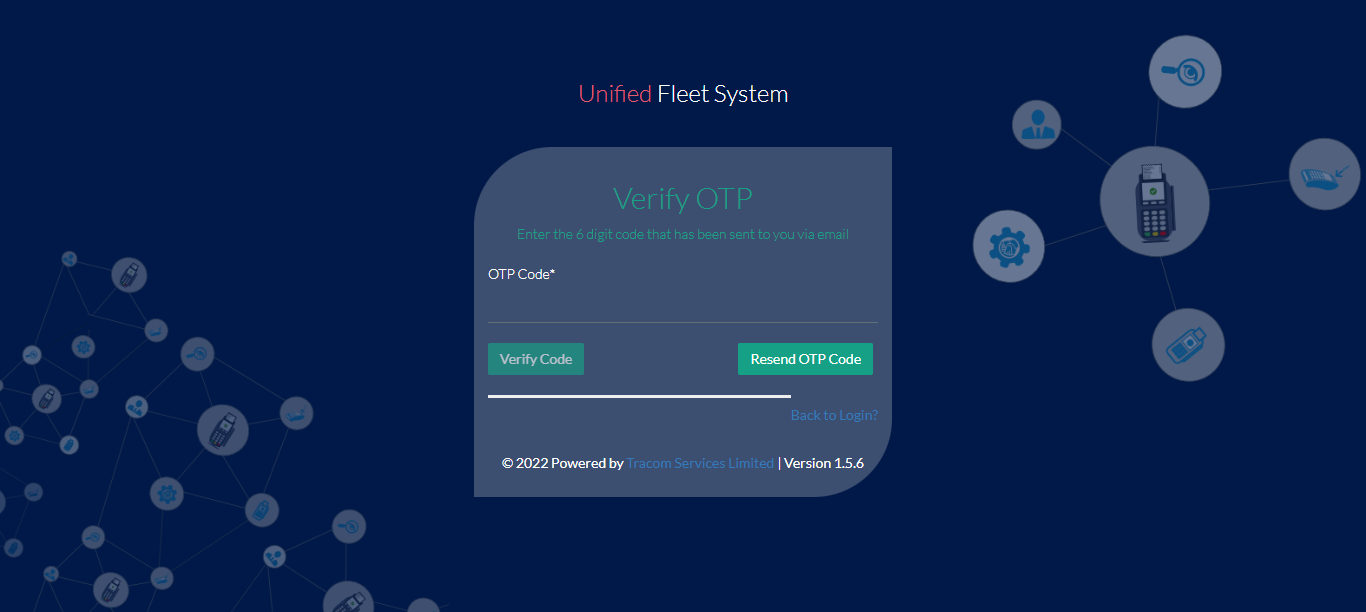 Unified Fleet System
Verify OTP
Enter the 6 digit code that has been sent to you via email
OTP Code*
Verify Code Resend OTP Code
Back to Login?
© 2022 Powered by Tracom Services Limited | Version 1.5.6